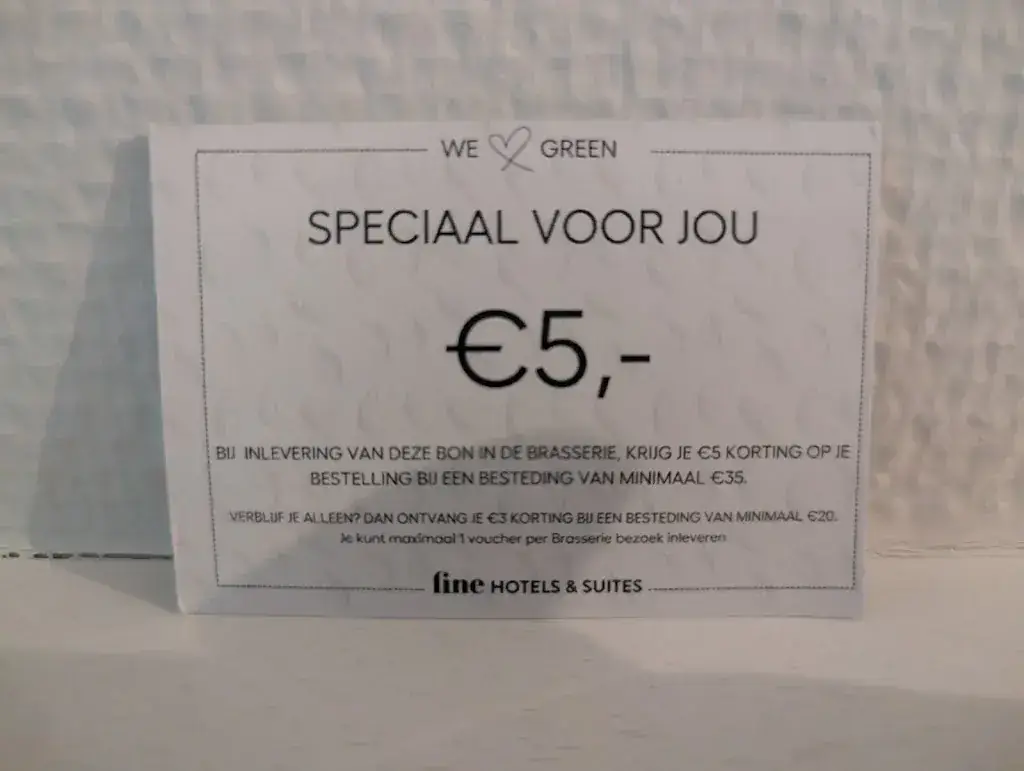 WE GREEN
SPECIAAL VOOR JOU
€5,-
BIJ INLEVERING VAN DEZE BON IN DE BRASSERIE, KRIJG JE €5 KORTING OP JE
BESTELLING BIJ EEN BESTEDING VAN MINIMAAL €35.
VERBLIJF JE ALLEEN? DAN ONTVANG JE €3 KORTING BIJ EEN BESTEDING VAN MINIMAAL €20.
Je kunt maximaal 1 voucher per Brasserie bezoek inleveren
fine HOTELS & SUITES